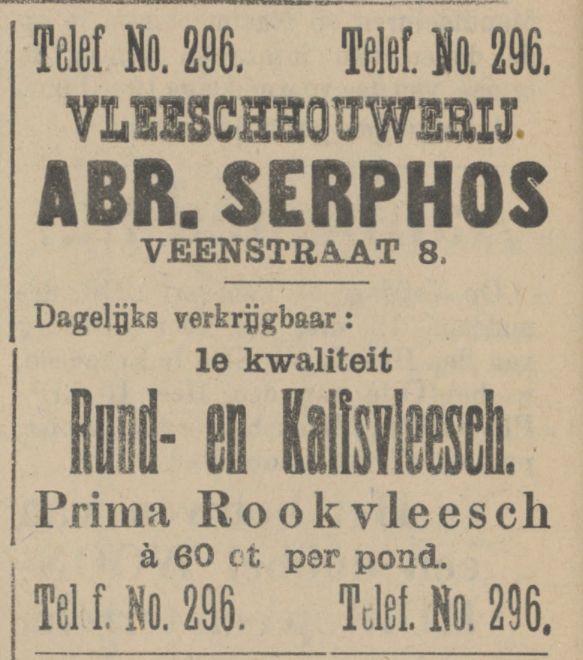 Telef No. 296. Telef. No. 296.
VLEESCHHOUWERIJ
ABR. SERPHOS
VEENSTRAAT 8.
Dagelijks verkrijgbaar:
1e kwaliteit
Rund- en Kalfsvleesch.
Prima Rookvleesch
à 60 ct per pond.
Tel f. No. 296. Telef. No. 296.